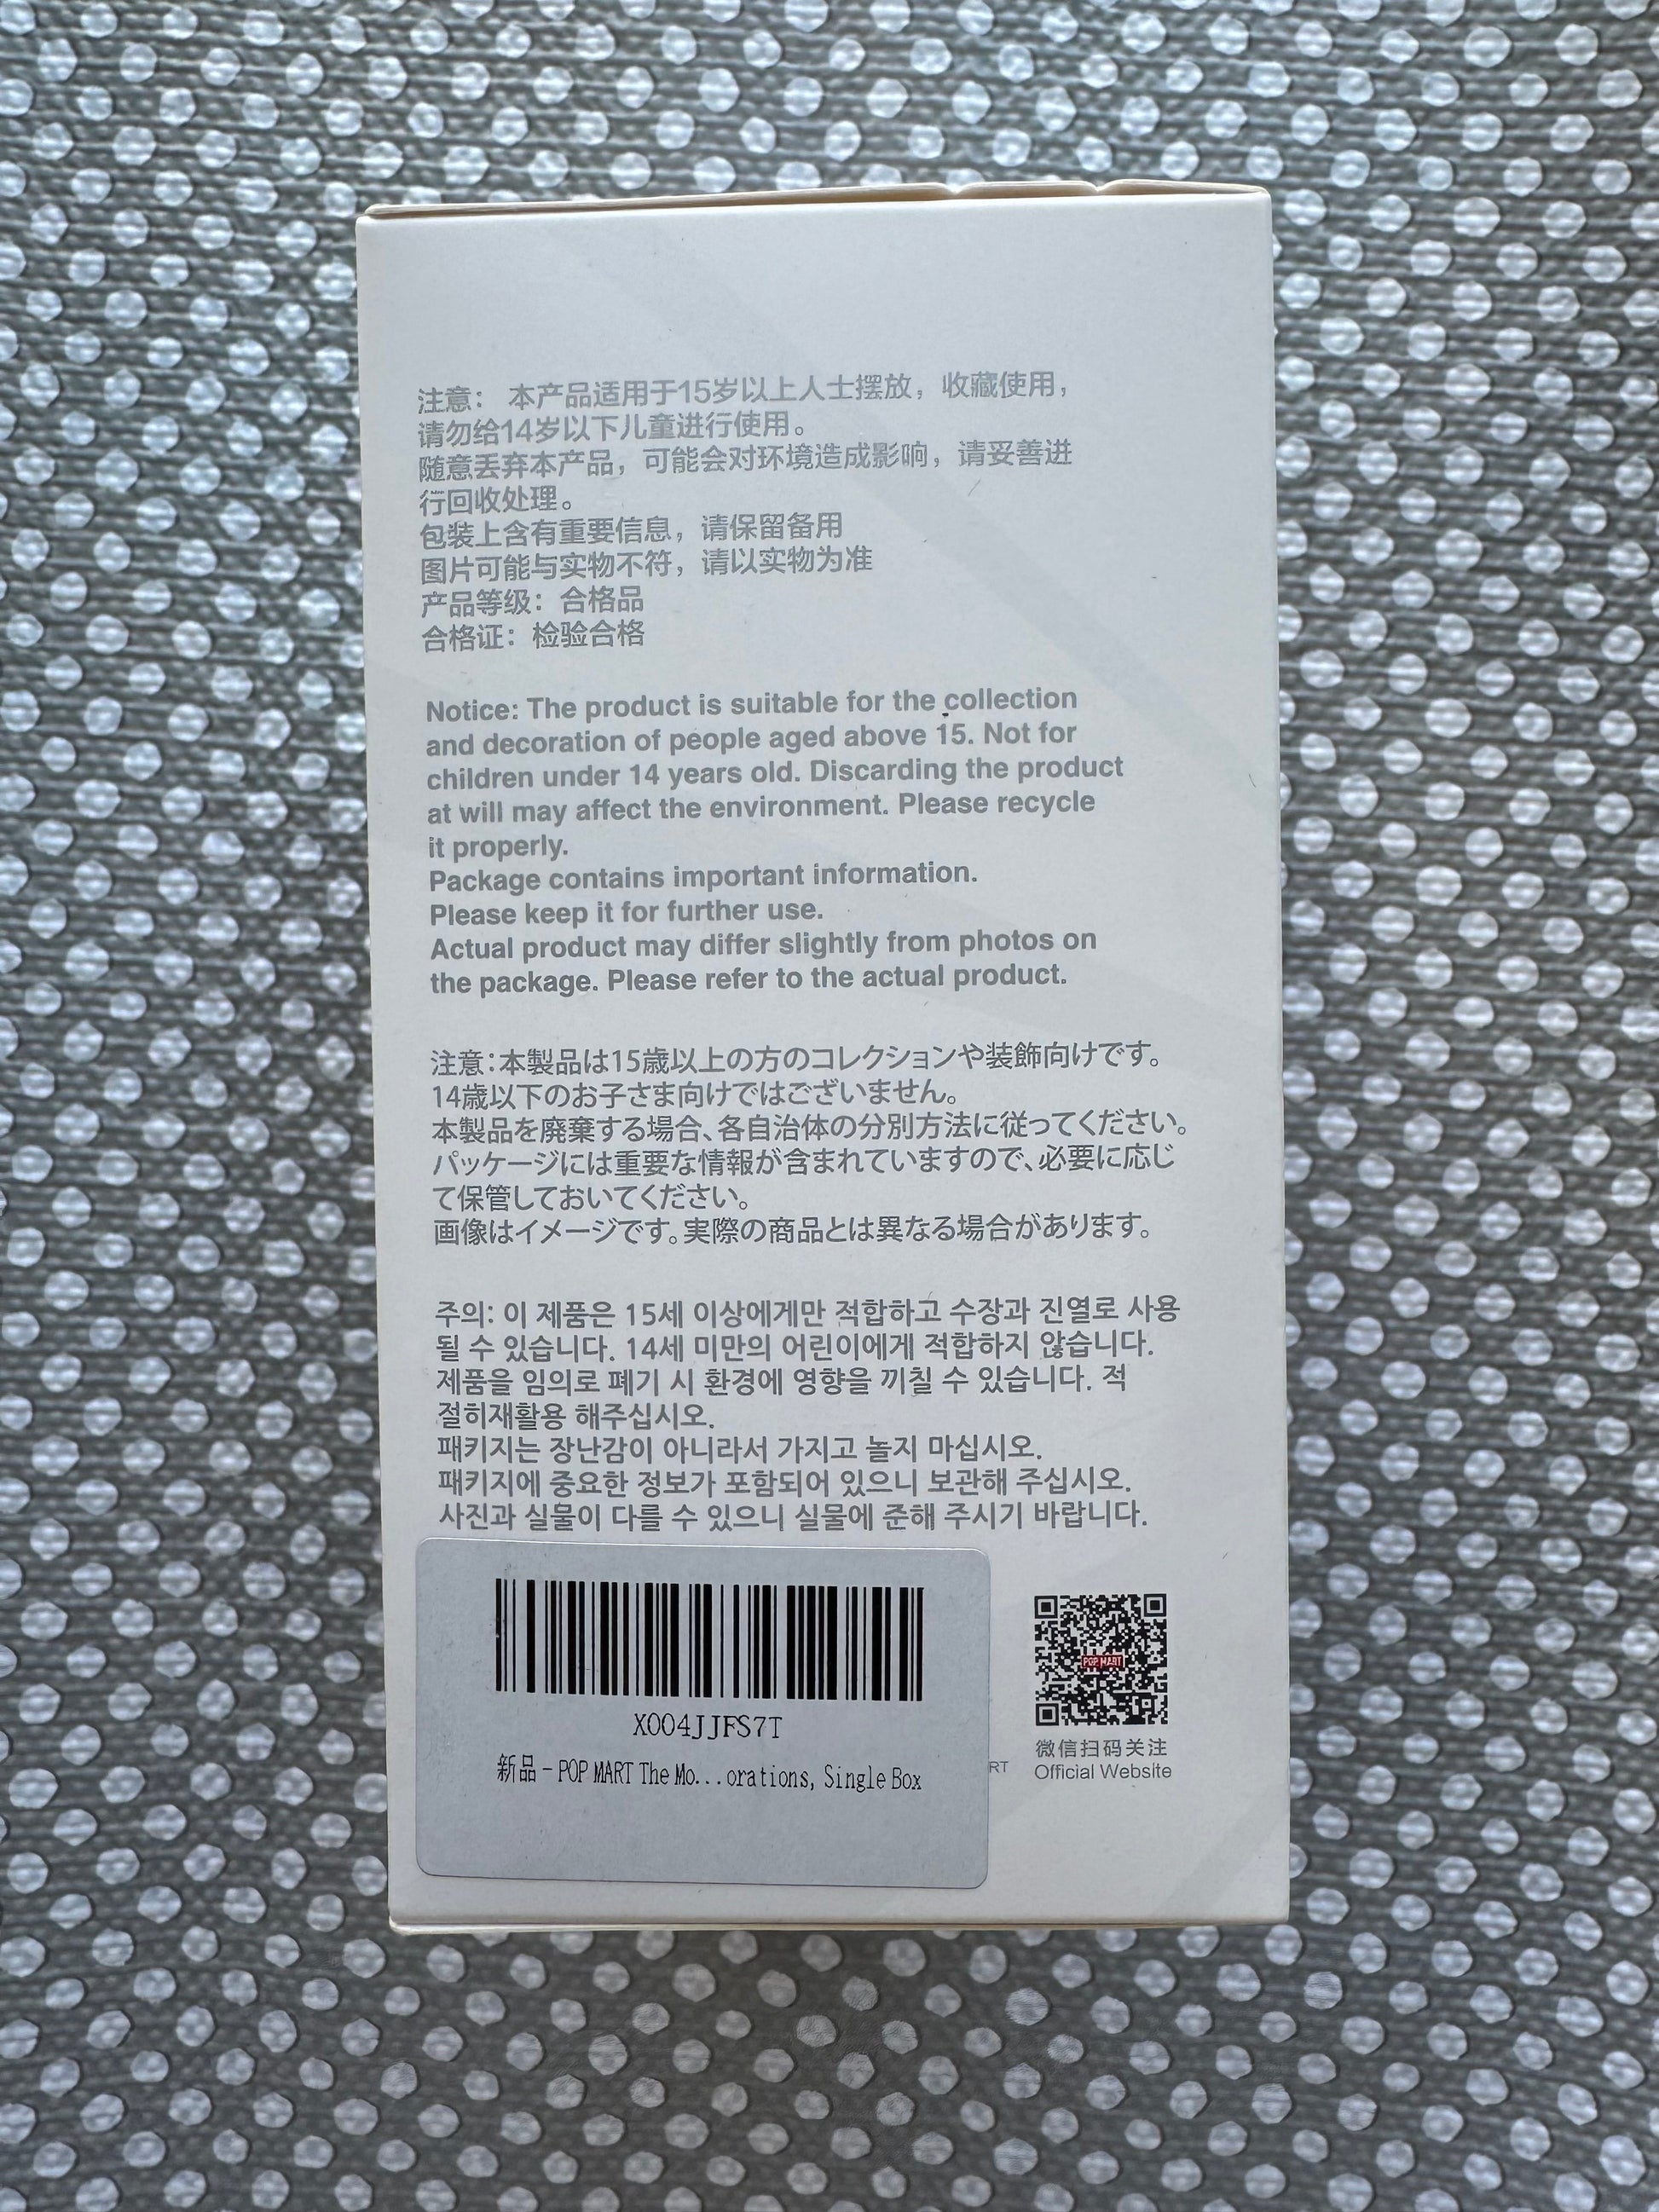 注意： 本产品适用于15岁以上人士摆放，收藏使用，
请勿给14岁以下儿童进行使用。
随意丢弃本产品，可能会对环境造成影响，请妥善进
行回收处理。
包装上含有重要信息，请保留备用
图片可能与实物不符，请以实物为准
产品等级：合格品
合格证：检验合格
Notice: The product is suitable for the collection
and decoration of people aged above 15. Not for
children under 14 years old. Discarding the product
at will may affect the environment. Please recycle
it properly.
Package contains important information.
Please keep it for further use.
Actual product may differ slightly from photos on
the package. Please refer to the actual product.
注意：本製品は15歳以上の方のコレクションや装飾向けです。
14歳以下のお子さま向けではございません。
本製品を廃棄する場合、各自治体の分別方法に従ってください。
パッケージには重要な情報が含まれていますので、必要に応じ
て保管しておいてください。
画像はイメージです。実際の商品とは異なる場合があります。
주의: 이 제품은 15세 이상에게만 적합하고 수장과 진열로 사용
될 수 있습니다. 14세 미만의 어린이에게 적합하지 않습니다.
제품을 임의로 폐기 시 환경에 영향을 끼칠 수 있습니다. 적
절히재활용 해주십시오.
패키지는 장난감이 아니라서 가지고 놀지 마십시오.
패키지에 중요한 정보가 포함되어 있으니 보관해 주십시오.
사진과 실물이 다를 수 있으니 실물에 준해 주시기 바랍니다.
X004JJFS7T
新品 - POP MART The Mo...orations, Single Box
RT
POP MART
微信扫码关注
Official Website